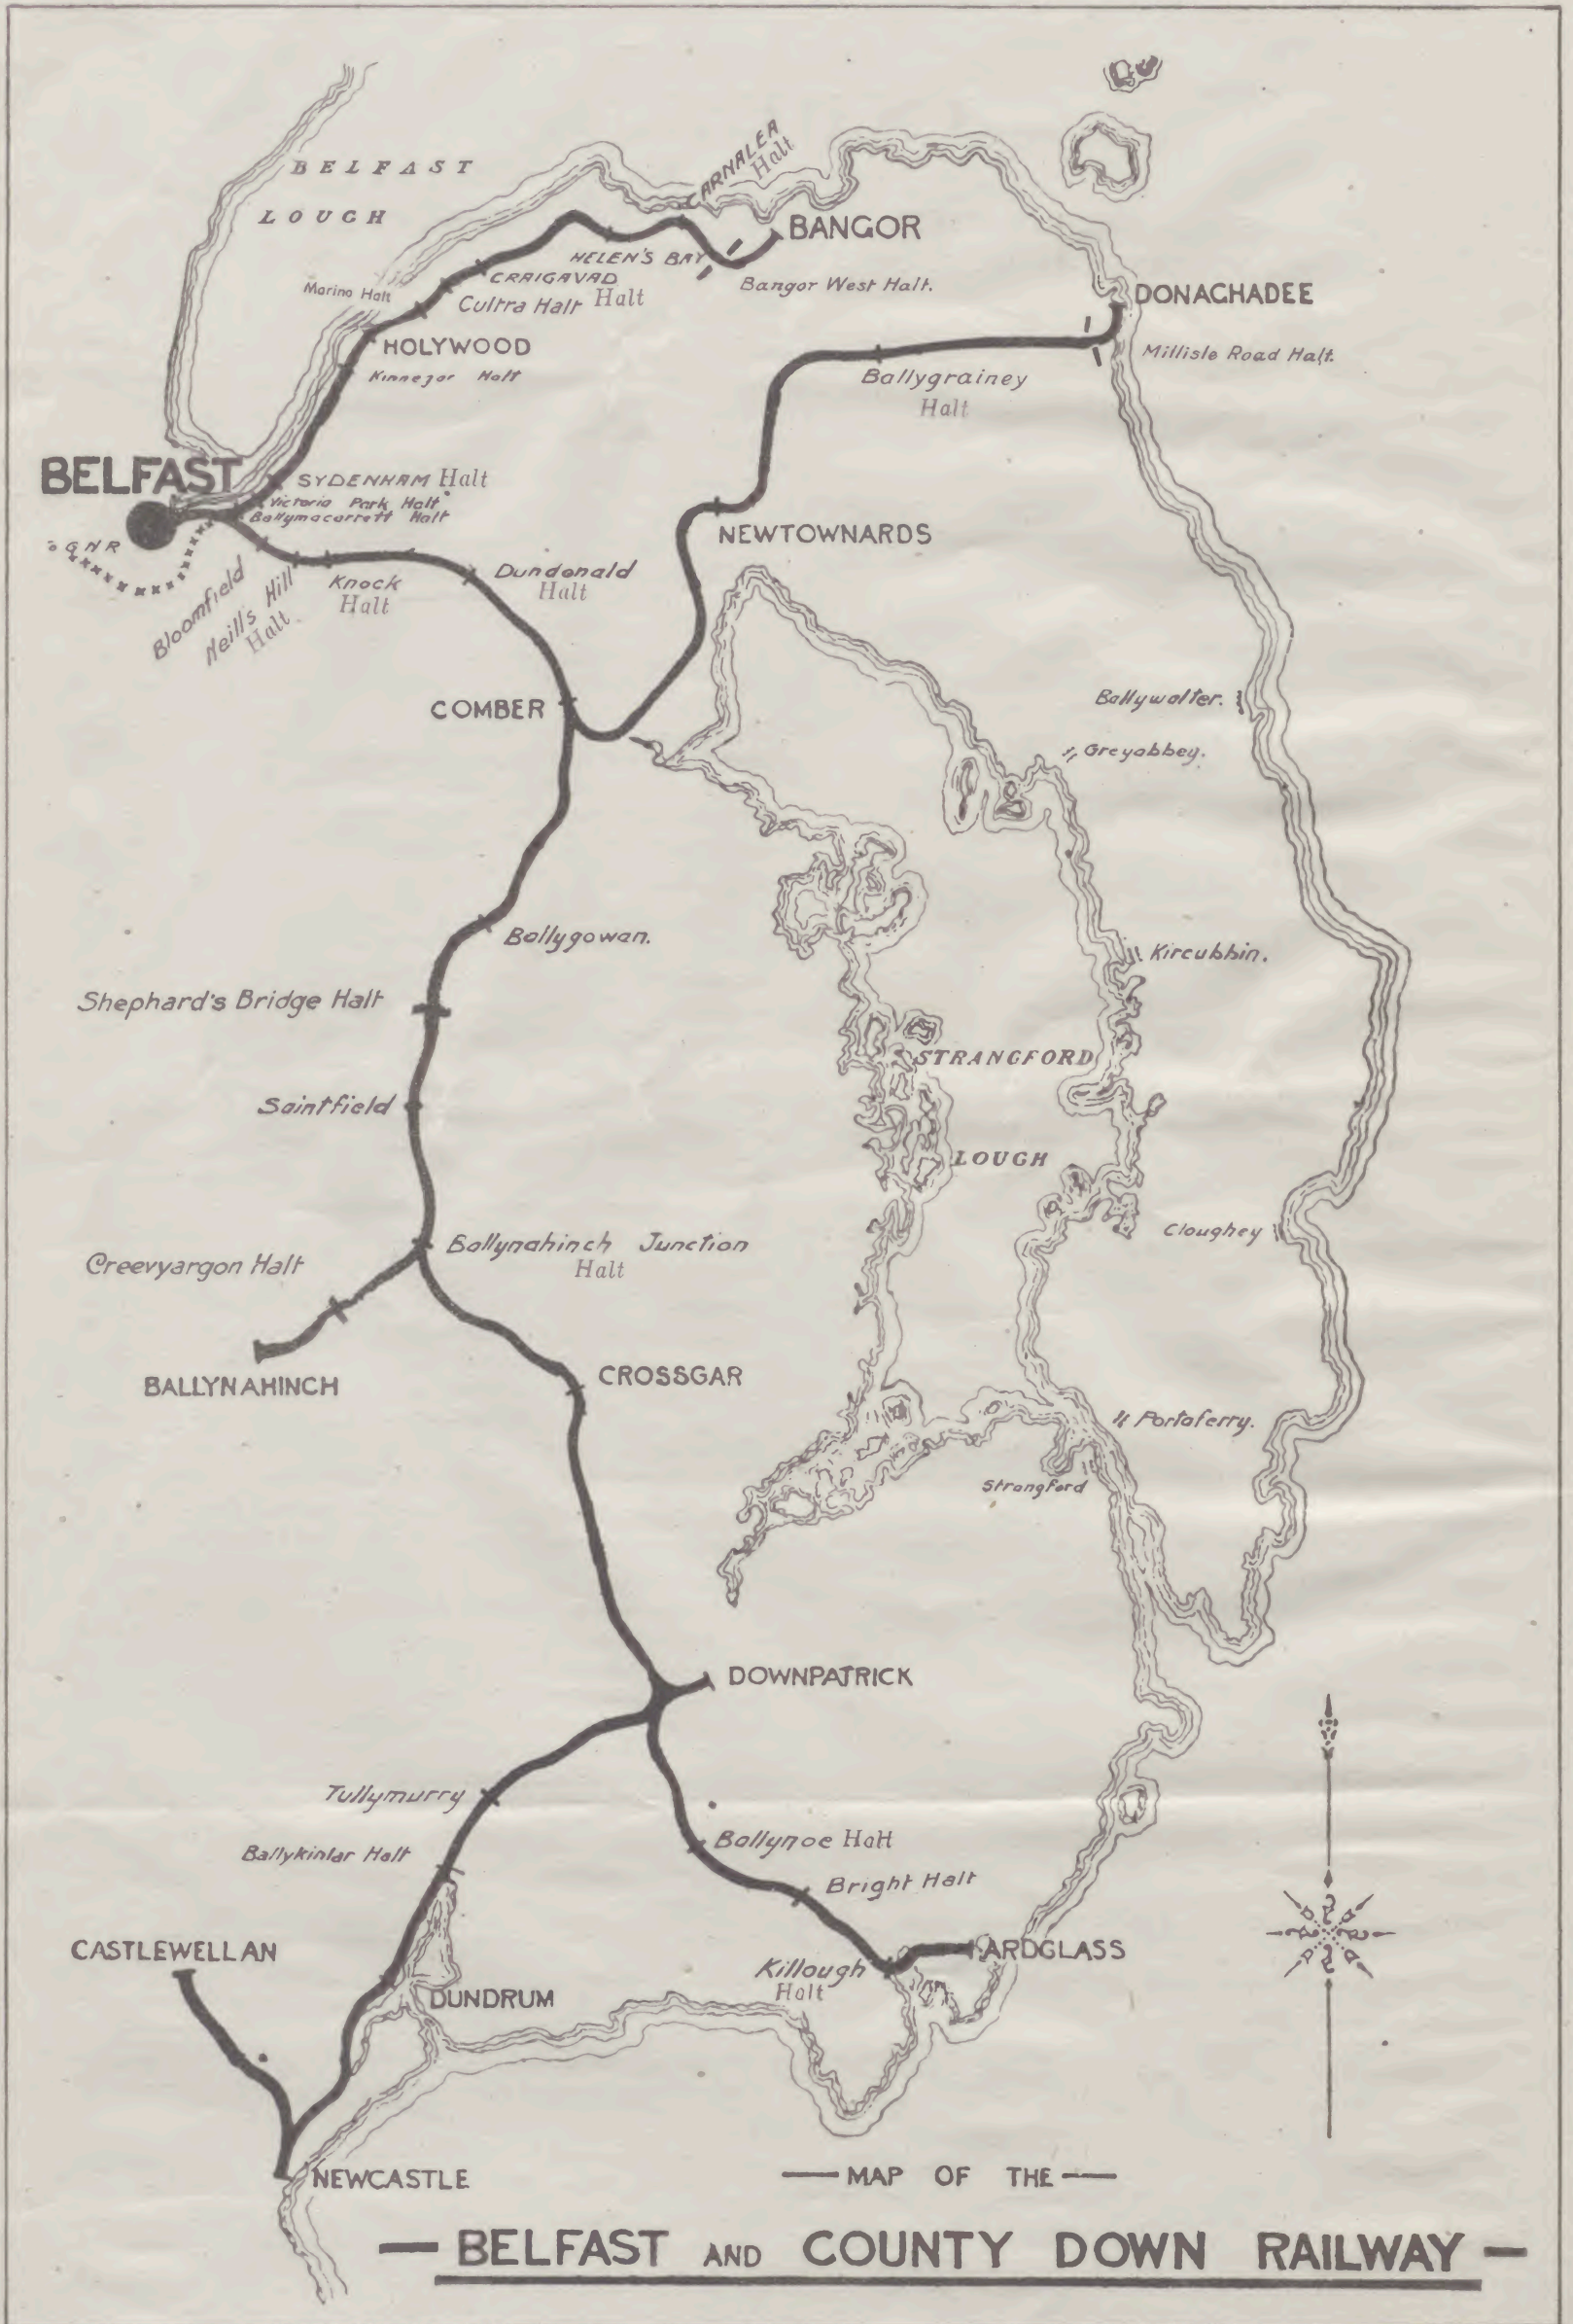 BELFAST
LOUGH
CARNALEA
Halt
BANGOR
HELEN'S BAY
CRAIGAVAD
Halt
Bangor West Halt.
Marino Halt
Cultra Halt
DONAGHADEE
HOLYWOOD
Millisle Road Halt.
Kinnegar Halt
Ballygrainey
Halt
BELFAST
SYDENHAM Halt
Victoria Park Halt
Ballymacarrett Halt
NEWTOWNARDS
GNR
Bloomfield
Neill's Hill
Halt
Knock
Halt
Dundonald
Halt
COMBER
Ballywalter.
Greyabbey.
Ballygowan.
Kircubbin.
Shephard's Bridge Halt
STRANGFORD
Saintfield
LOUGH
Cloughey
Ballynahinch Junction
Halt
Creevyargon Halt
BALLYNAHINCH
CROSSGAR
Portaferry.
Strangford
DOWNPATRICK
Tullymurry
Ballynoe Halt
Ballykinlar Halt
Bright Halt
CASTLEWELLAN
ARDGLASS
Killough
Halt
DUNDRUM
NEWCASTLE
— MAP OF THE —
— BELFAST AND COUNTY DOWN RAILWAY —